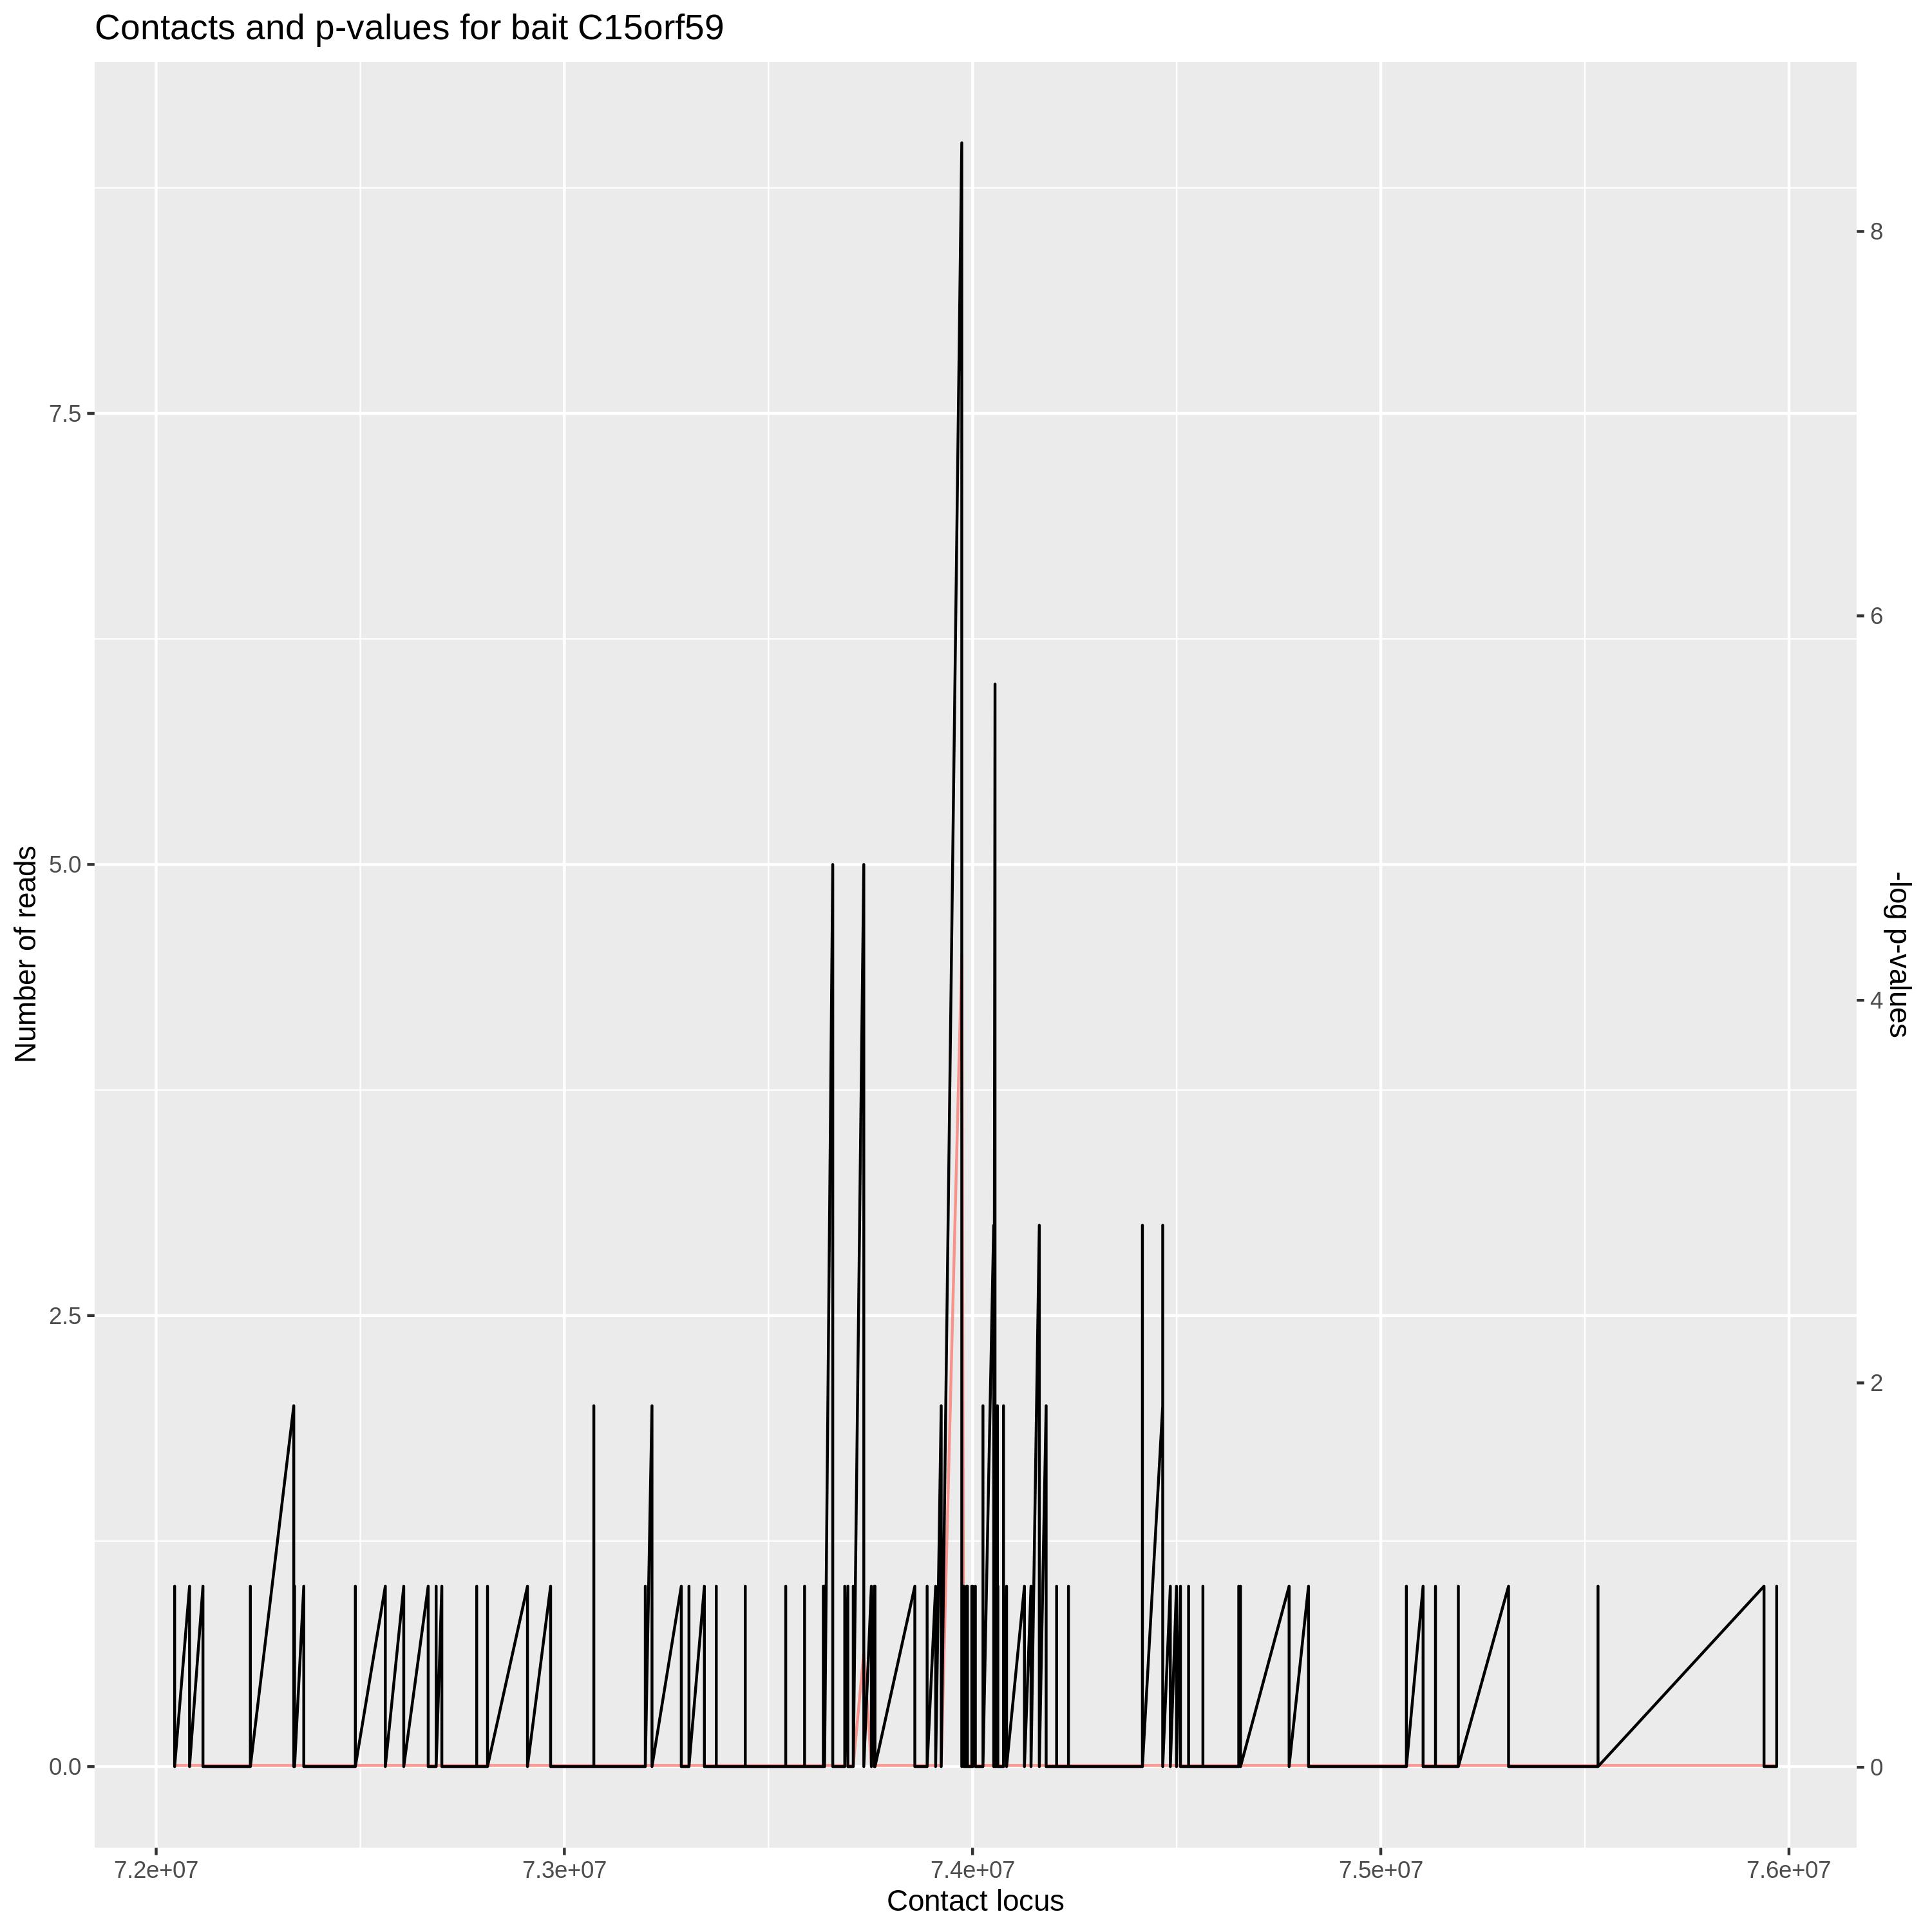 Contacts and p-values for bait C15orf59
Number of reads
7.5
5.0
2.5
0.0
8
6
4
2
0
-log p-values
7.2e+07
7.3e+07
7.4e+07
7.5e+07
7.6e+07
Contact locus